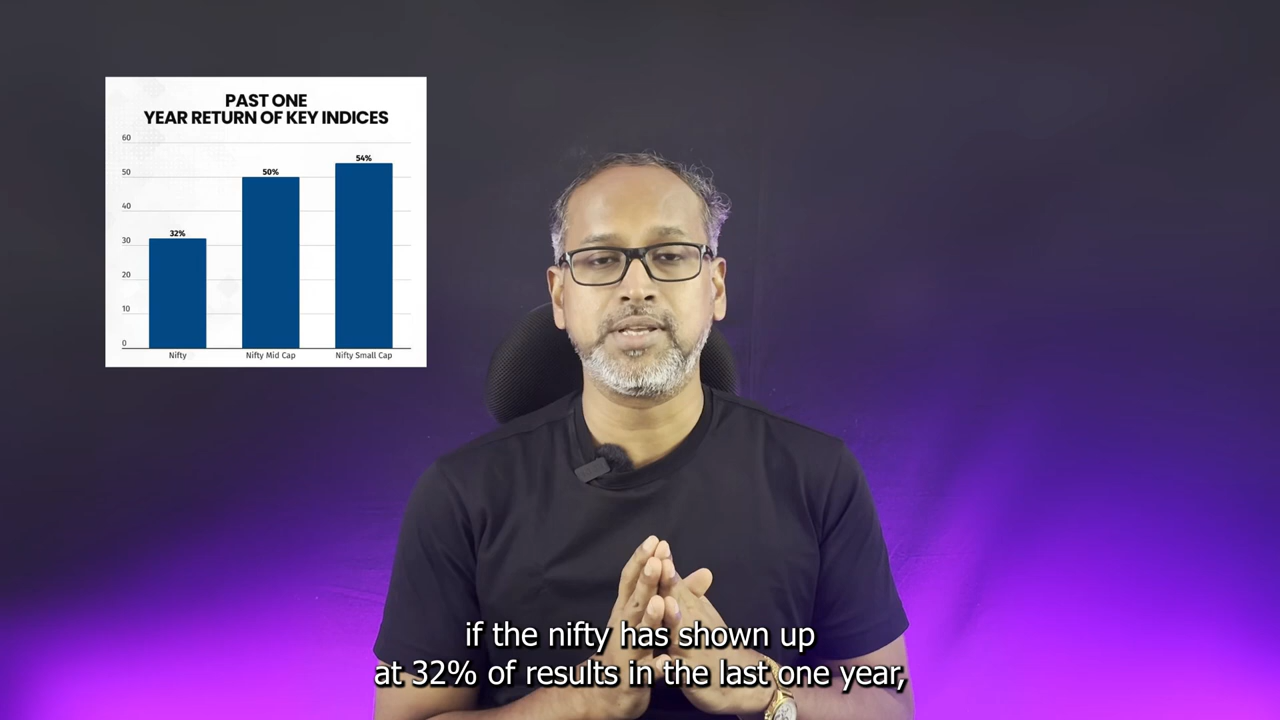 PAST ONE
YEAR RETURN OF KEY INDICES
60
50
40
30
20
10
0
32%
50%
54%
Nifty
Nifty Mid Cap
Nifty Small Cap
if the nifty has shown up
at 32% of results in the last one year,